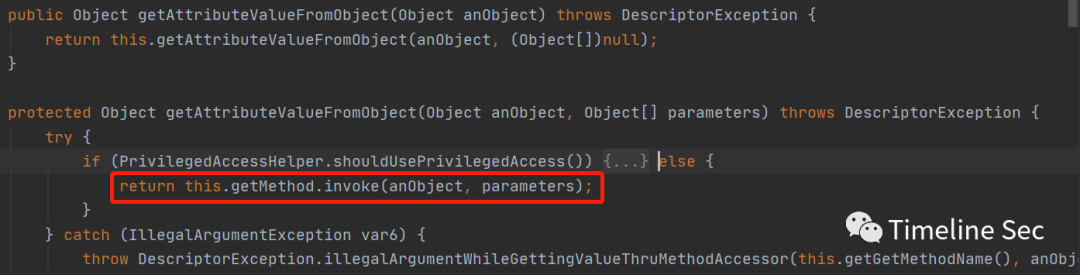 public Object getAttributeValueFromObject(Object anObject) throws DescriptorException {
return this.getAttributeValueFromObject(anObject, (Object[])null);
}
protected Object getAttributeValueFromObject(Object anObject, Object[] parameters) throws DescriptorException {
try {
if (PrivilegedAccessHelper.shouldUsePrivilegedAccess()) {...} else {
return this.getMethod.invoke(anObject, parameters);
}
} catch (IllegalArgumentException var6) {
throw DescriptorException.illegalArgumentWhileGettingValueThruMethodAccessor(this.getGetMethodName(), anObj
Timeline Sec